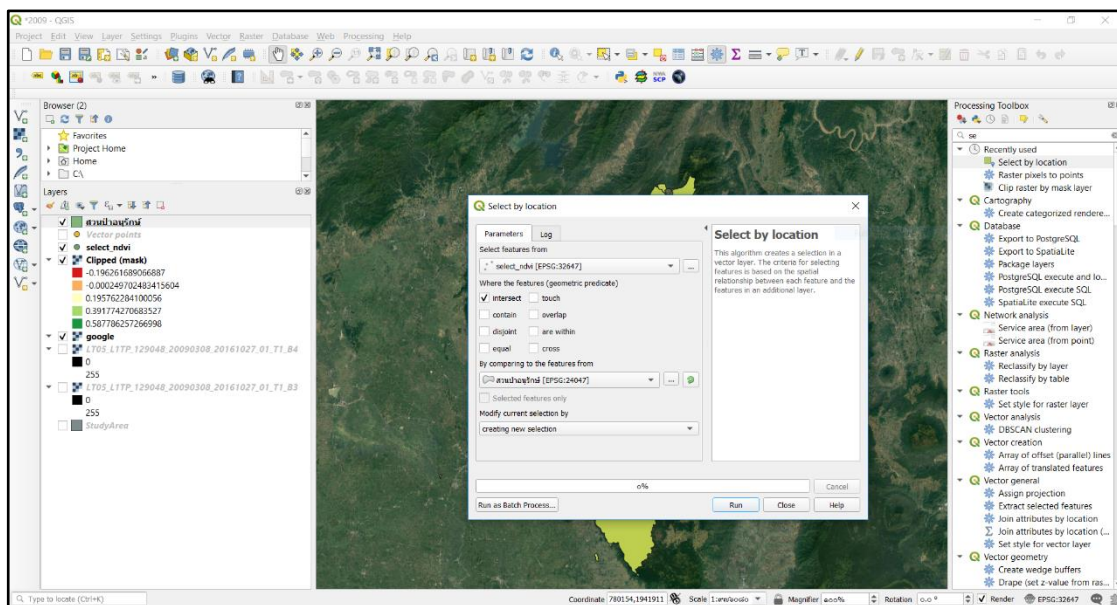 *2009 - QGIS
Project Edit View Layer Settings Plugins Vector Raster Database Web Processing Help
SCP
Browser (2)
Favorites
Project Home
Home
C:\
Layers
สวนป่าอนุรักษ์
Vector points
select_ndvi
Clipped (mask)
-0.196261689066887
-0.000249702483415604
0.195762284100056
0.391774270683527
0.587786257266998
google
LT05_L1TP_129048_20090308_20161027_01_T1_B4
0
255
LT05_L1TP_129048_20090308_20161027_01_T1_B3
0
255
StudyArea
Select by location
Parameters
Log
Select features from
select_ndvi [EPSG:32647]
...
Where the features (geometric predicate)
intersect touch
contain overlap
disjoint are within
equal cross
By comparing to the features from
สวนป่าอนุรักษ์ [EPSG:24047]
...
Selected features only
Modify current selection by
creating new selection
Select by location
This algorithm creates a selection in a
vector layer. The criteria for selecting
features is based on the spatial
relationship between each feature and the
features in an additional layer.
๐%
Cancel
Run as Batch Process...
Run
Close
Help
Processing Toolbox
se
Recently used
Select by location
Raster pixels to points
Clip raster by mask layer
Cartography
Create categorized rendere...
Database
Export to PostgreSQL
Export to SpatiaLite
Package layers
PostgreSQL execute and lo...
PostgreSQL execute SQL
SpatiaLite execute SQL
Network analysis
Service area (from layer)
Service area (from point)
Raster analysis
Reclassify by layer
Reclassify by table
Raster tools
Set style for raster layer
Vector analysis
DBSCAN clustering
Vector creation
Array of offset (parallel) lines
Array of translated features
Vector general
Assign projection
Extract selected features
Join attributes by location
Join attributes by location (...
Set style for vector layer
Vector geometry
Create wedge buffers
Drape (set z-value from ras...
Type to locate (Ctrl+K)
Coordinate 780154,1941911
Scale
Magnifier ๑๐๐%
Rotation ๐.๐ °
Render
EPSG:32647